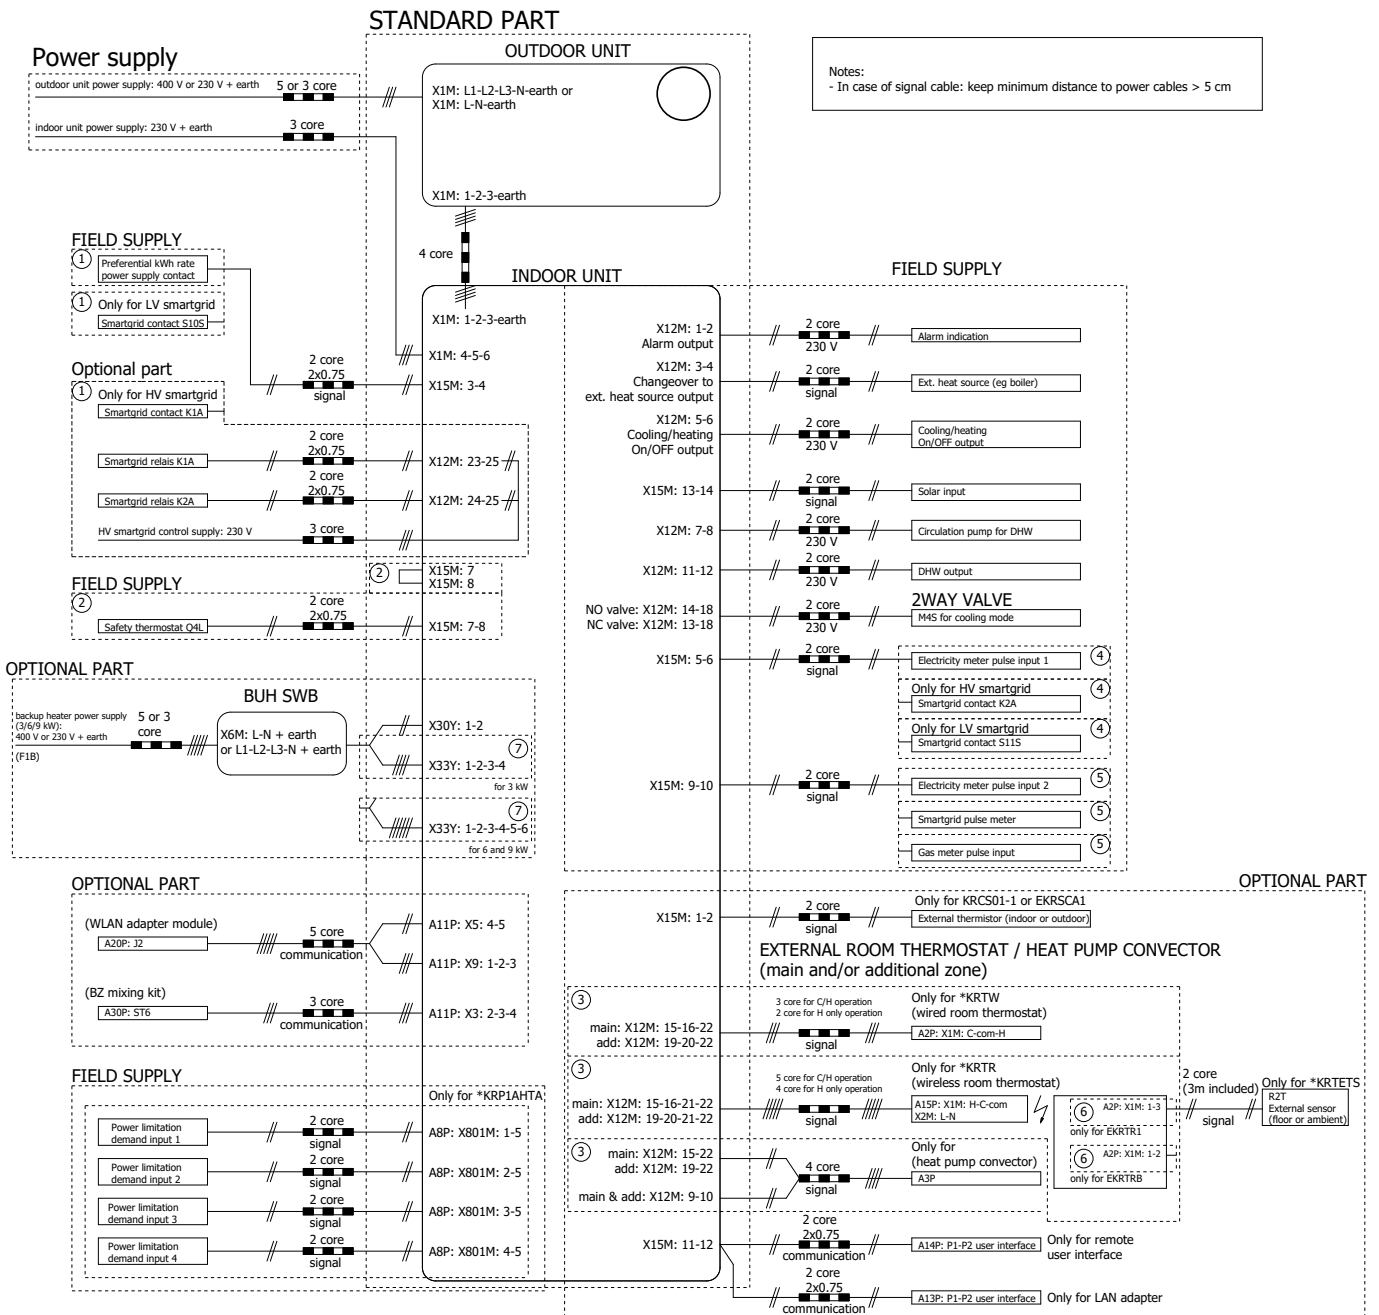 STANDARD PART
Power supply
outdoor unit power supply: 400 V or 230 V + earth
5 or 3 core
indoor unit power supply: 230 V + earth
3 core
OUTDOOR UNIT
X1M: L1-L2-L3-N-earth or
X1M: L-N-earth
X1M: 1-2-3-earth
Notes:
- In case of signal cable: keep minimum distance to power cables > 5 cm
4 core
FIELD SUPPLY
1
Preferential kWh rate
power supply contact
1
Only for LV smartgrid
Smartgrid contact S10S
Optional part
1
Only for HV smartgrid
Smartgrid contact K1A
2 core
2x0.75
signal
Smartgrid relais K1A
2 core
2x0.75
Smartgrid relais K2A
2 core
2x0.75
HV smartgrid control supply: 230 V
3 core
INDOOR UNIT
X1M: 1-2-3-earth
X1M: 4-5-6
X15M: 3-4
X12M: 23-25
X12M: 24-25
2
X15M: 7
X15M: 8
FIELD SUPPLY
2
Safety thermostat Q4L
2 core
2x0.75
X15M: 7-8
OPTIONAL PART
backup heater power supply
(3/6/9 kW):
400 V or 230 V + earth
(F1B)
5 or 3
core
BUH SWB
X6M: L-N + earth
or L1-L2-L3-N + earth
X30Y: 1-2
7
X33Y: 1-2-3-4
for 3 kW
7
X33Y: 1-2-3-4-5-6
for 6 and 9 kW
OPTIONAL PART
(WLAN adapter module)
A20P: J2
5 core
communication
A11P: X5: 4-5
A11P: X9: 1-2-3
(BZ mixing kit)
A30P: ST6
3 core
communication
A11P: X3: 2-3-4
FIELD SUPPLY
Only for *KRP1AHTA
Power limitation
demand input 1
2 core
signal
A8P: X801M: 1-5
Power limitation
demand input 2
2 core
signal
A8P: X801M: 2-5
Power limitation
demand input 3
2 core
signal
A8P: X801M: 3-5
Power limitation
demand input 4
2 core
signal
A8P: X801M: 4-5
FIELD SUPPLY
X12M: 1-2
Alarm output
2 core
230 V
Alarm indication
X12M: 3-4
Changeover to
ext. heat source output
2 core
signal
Ext. heat source (eg boiler)
X12M: 5-6
Cooling/heating
On/OFF output
2 core
230 V
Cooling/heating
On/OFF output
X15M: 13-14
2 core
signal
Solar input
X12M: 7-8
2 core
230 V
Circulation pump for DHW
X12M: 11-12
2 core
230 V
DHW output
NO valve: X12M: 14-18
NC valve: X12M: 13-18
2 core
230 V
2WAY VALVE
M4S for cooling mode
X15M: 5-6
2 core
signal
Electricity meter pulse input 1
4
Only for HV smartgrid
Smartgrid contact K2A
4
Only for LV smartgrid
Smartgrid contact S11S
4
X15M: 9-10
2 core
signal
Electricity meter pulse input 2
5
Smartgrid pulse meter
5
Gas meter pulse input
5
OPTIONAL PART
X15M: 1-2
2 core
signal
Only for KRCS01-1 or EKRSCA1
External thermistor (indoor or outdoor)
EXTERNAL ROOM THERMOSTAT / HEAT PUMP CONVECTOR
(main and/or additional zone)
3
main: X12M: 15-16-22
add: X12M: 19-20-22
3 core for C/H operation
2 core for H only operation
signal
Only for *KRTW
(wired room thermostat)
A2P: X1M: C-com-H
3
main: X12M: 15-16-21-22
add: X12M: 19-20-21-22
5 core for C/H operation
4 core for H only operation
signal
Only for *KRTR
(wireless room thermostat)
A15P: X1M: H-C-com
X2M: L-N
6
A2P: X1M: 1-3
only for EKRTR1
6
A2P: X1M: 1-2
only for EKRTRB
2 core
(3m included)
signal
Only for *KRTETS
R2T
External sensor
(floor or ambient)
3
main: X12M: 15-22
add: X12M: 19-22
main & add: X12M: 9-10
4 core
signal
Only for
(heat pump convector)
A3P
X15M: 11-12
2 core
2x0.75
communication
A14P: P1-P2 user interface
Only for remote
user interface
2 core
2x0.75
communication
A13P: P1-P2 user interface
Only for LAN adapter